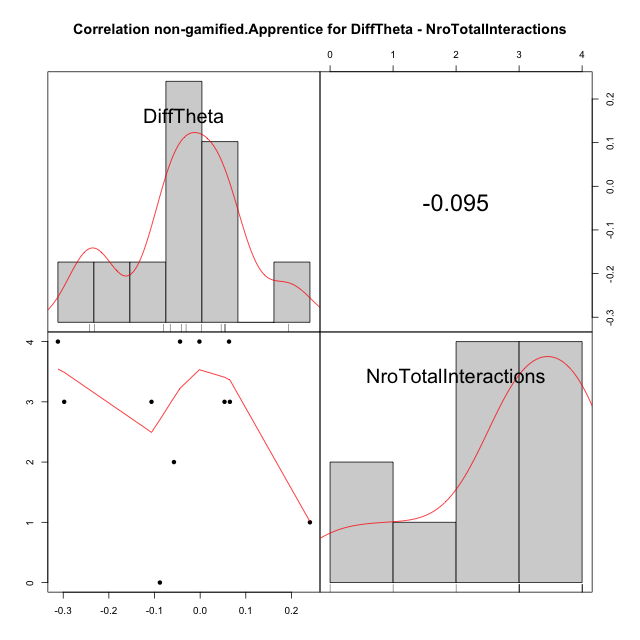 Correlation non-gamified.Apprentice for DiffTheta - NroTotalInteractions
0 1 2 3 4
DiffTheta
-0.095
0.2
0.1
0.0
-0.1
-0.2
-0.3
NroTotalInteractions
4
3
2
1
0
-0.3 -0.2 -0.1 0.0 0.1 0.2